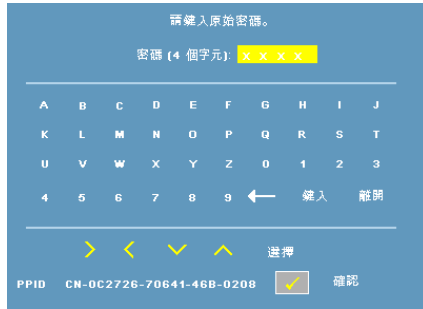 請鍵入原始密碼。
密碼 (4 個字元): x x x x
A B C D E F G H I J
K L M N O P Q R S T
U V W X Y Z 0 1 2 3
4 5 6 7 8 9 ← 鍵入 離開
> < ∨ ∧ 選擇
PPID CN-0C2726-70641-46B-0208 ✓ 確認